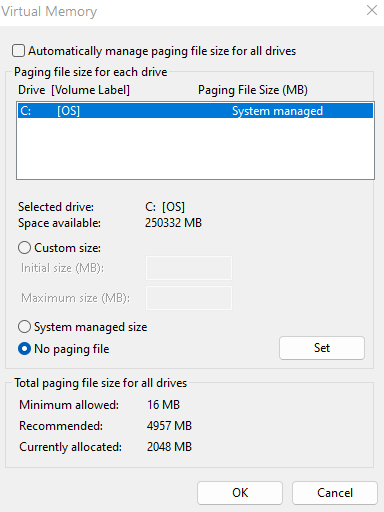 Virtual Memory
Automatically manage paging file size for all drives
Paging file size for each drive
Drive [Volume Label] Paging File Size (MB)
C: [OS] System managed
Selected drive: C: [OS]
Space available: 250332 MB
Custom size:
Initial size (MB):
Maximum size (MB):
System managed size
No paging file Set
Total paging file size for all drives
Minimum allowed: 16 MB
Recommended: 4957 MB
Currently allocated: 2048 MB
OK Cancel